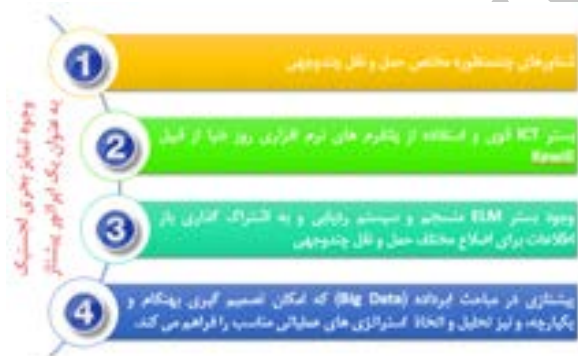 وجوه تمایز بحری لجستیک
به عنوان یک اپراتور پیشتاز
1
شناورهای چندمنظوره مختص حمل و نقل چندوجهی
2
بستر ICT قوی و استفاده از پلتفرم های نرم افزاری روز دنیا از قبیل
3
وجود بستر ELM منسجم و سیستم ردیابی و به اشتراک گذاری باز
اطلاعات برای اضلاع مختلف حمل و نقل چندوجهی
4
پیشتازی در مباحث ابرداده (Big Data) که امکان تصمیم گیری بهنگام و
یکپارچه، و نیز تحلیل و اتخاذ استراتژی های عملیاتی مناسب را فراهم می کند.